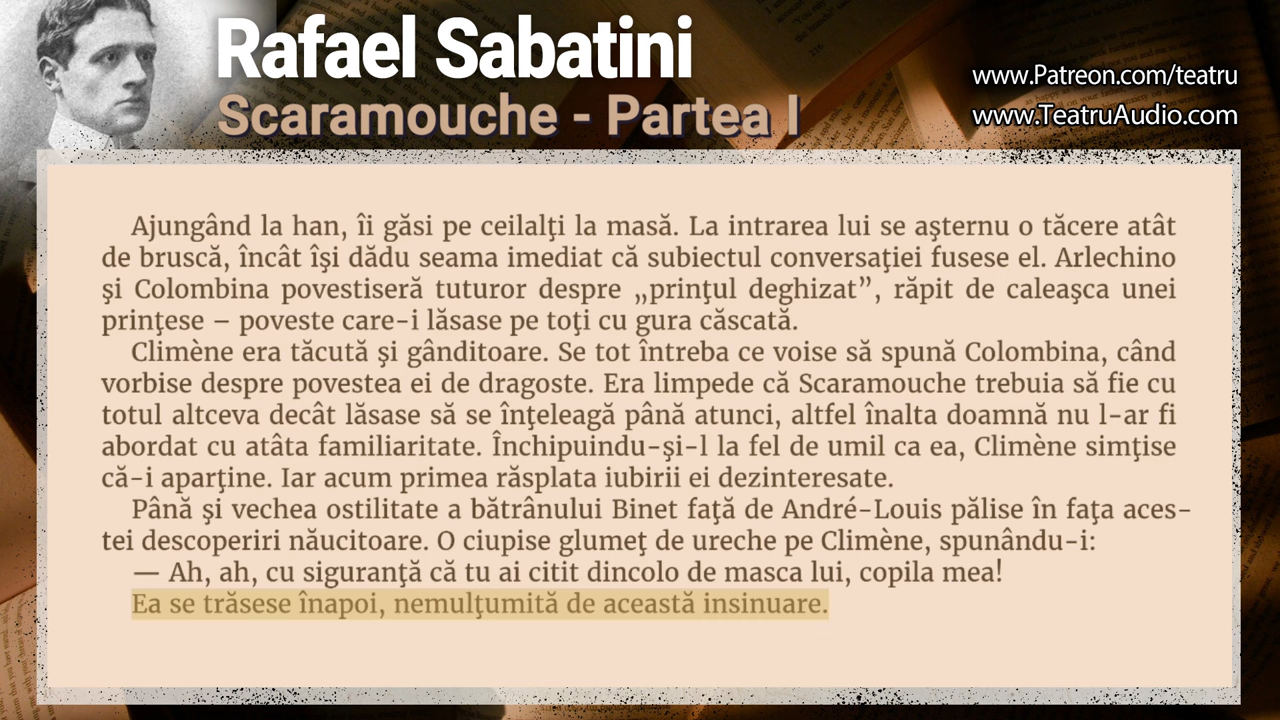 Rafael Sabatini
Scaramouche - Partea I
www.Patreon.com/teatru
www.TeatruAudio.com
Ajungând la han, îi găsi pe ceilalţi la masă. La intrarea lui se aşternu o tăcere atât
de bruscă, încât îşi dădu seama imediat că subiectul conversaţiei fusese el. Arlechino
şi Colombina povestiseră tuturor despre „prinţul deghizat”, răpit de caleaşca unei
prinţese – poveste care-i lăsase pe toţi cu gura căscată.
Climène era tăcută şi gânditoare. Se tot întreba ce voise să spună Colombina, când
vorbise despre povestea ei de dragoste. Era limpede că Scaramouche trebuia să fie cu
totul altceva decât lăsase să se înţeleagă până atunci, altfel înalta doamnă nu l-ar fi
abordat cu atâta familiaritate. Închipuindu-şi-l la fel de umil ca ea, Climène simţise
că-i aparţine. Iar acum primea răsplata iubirii ei dezinteresate.
Până şi vechea ostilitate a bătrânului Binet faţă de André-Louis pălise în faţa aces-
tei descoperiri năucitoare. O ciupise glumeţ de ureche pe Climène, spunându-i:
— Ah, ah, cu siguranţă că tu ai citit dincolo de masca lui, copila mea!
Ea se trăsese înapoi, nemulţumită de această insinuare.